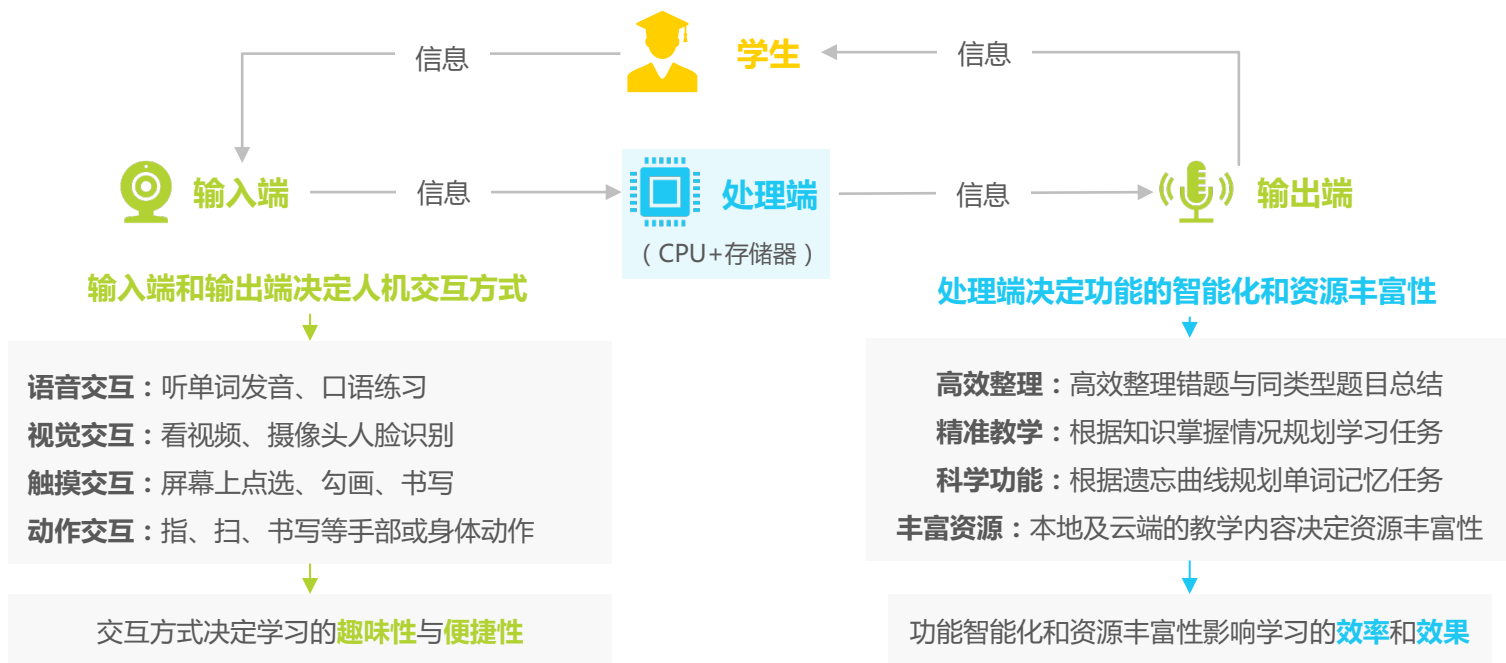 信息
学生
信息
输入端
信息
处理端
（CPU+存储器）
信息
输出端
输入端和输出端决定人机交互方式
语音交互：听单词发音、口语练习
视觉交互：看视频、摄像头人脸识别
触摸交互：屏幕上点选、勾画、书写
动作交互：指、扫、书写等手部或身体动作
交互方式决定学习的趣味性与便捷性
处理端决定功能的智能化和资源丰富性
高效整理：高效整理错题与同类型题目总结
精准教学：根据知识掌握情况规划学习任务
科学功能：根据遗忘曲线规划单词记忆任务
丰富资源：本地及云端的教学内容决定资源丰富性
功能智能化和资源丰富性影响学习的效率和效果